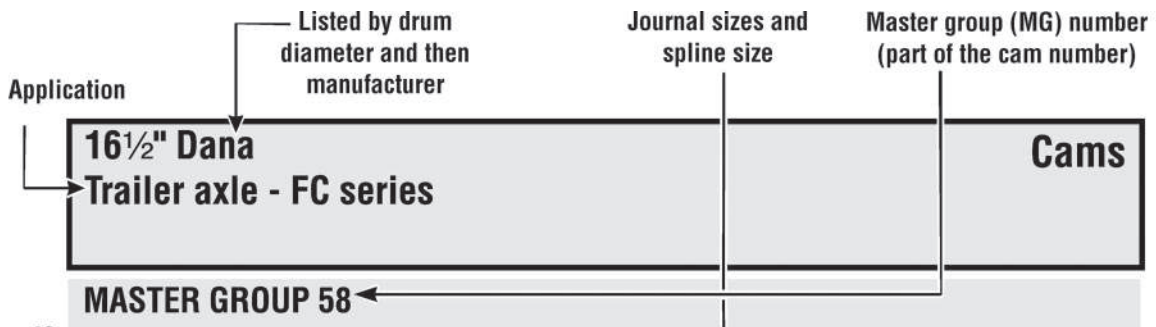 Listed by drum
diameter and then
manufacturer
Journal sizes and
spline size
Master group (MG) number
(part of the cam number)
Application
16½" Dana
Cams
Trailer axle - FC series
MASTER GROUP 58